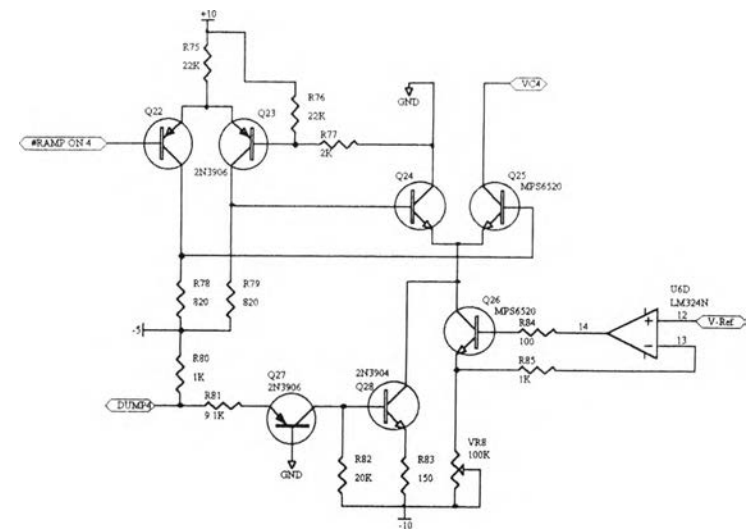 +10
R75
22K
R76
22K
GND
VC4
Q22
Q23
#RAMP ON 4
R77
2K
2N3906
Q24
Q25
MPS6520
R78
820
R79
820
-5
Q26
MPS6520
U6D
LM324N
R84
100
14
12
V-Ref
13
R85
1K
R80
1K
DUMP4
R81
9 1K
Q27
2N3906
2N3904
Q28
GND
R82
20K
R83
150
VR8
100K
-10